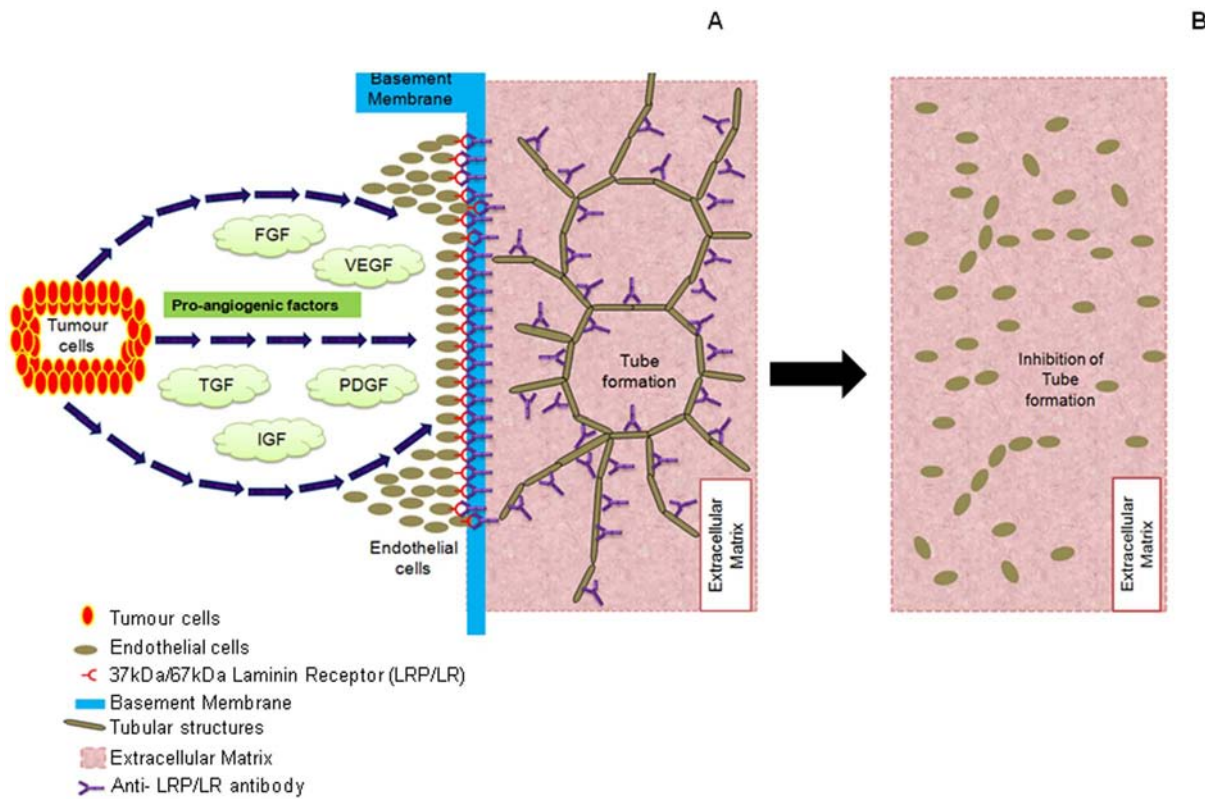 A
B
Basement
Membrane
FGF
VEGF
Pro-angiogenic factors
Tumour
cells
TGF
PDGF
IGF
Endothelial
cells
Tube
formation
Extracellular
Matrix
Inhibition of
Tube
formation
Extracellular
Matrix
Tumour cells
Endothelial cells
37kDa/67kDa Laminin Receptor (LRP/LR)
Basement Membrane
Tubular structures
Extracellular Matrix
Anti- LRP/LR antibody